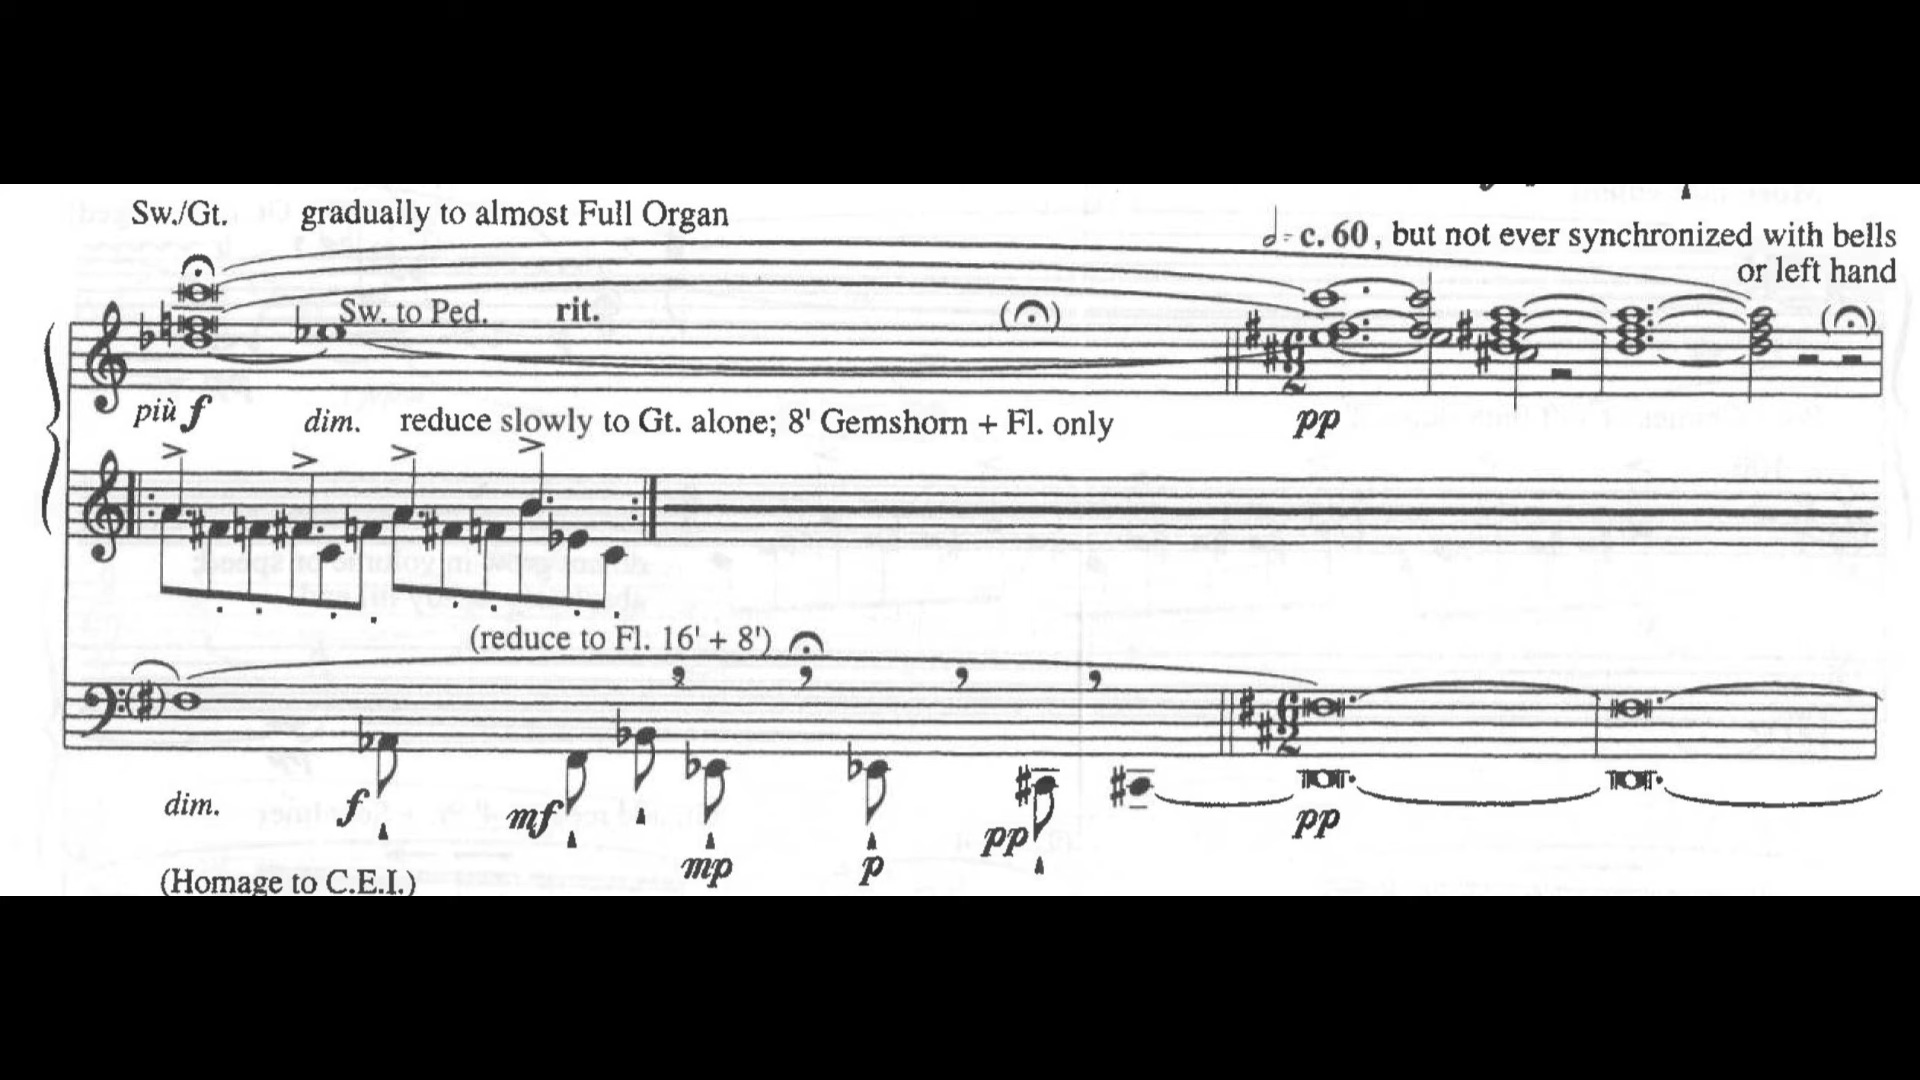 Sw./Gt. gradually to almost Full Organ
𝅗𝅥 = c. 60, but not ever synchronized with bells
or left hand
Sw. to Ped. rit.
più f dim. reduce slowly to Gt. alone; 8' Gemshorn + Fl. only pp
(reduce to Fl. 16' + 8')
dim. f mf mp p pp pp
(Homage to C.E.I.)